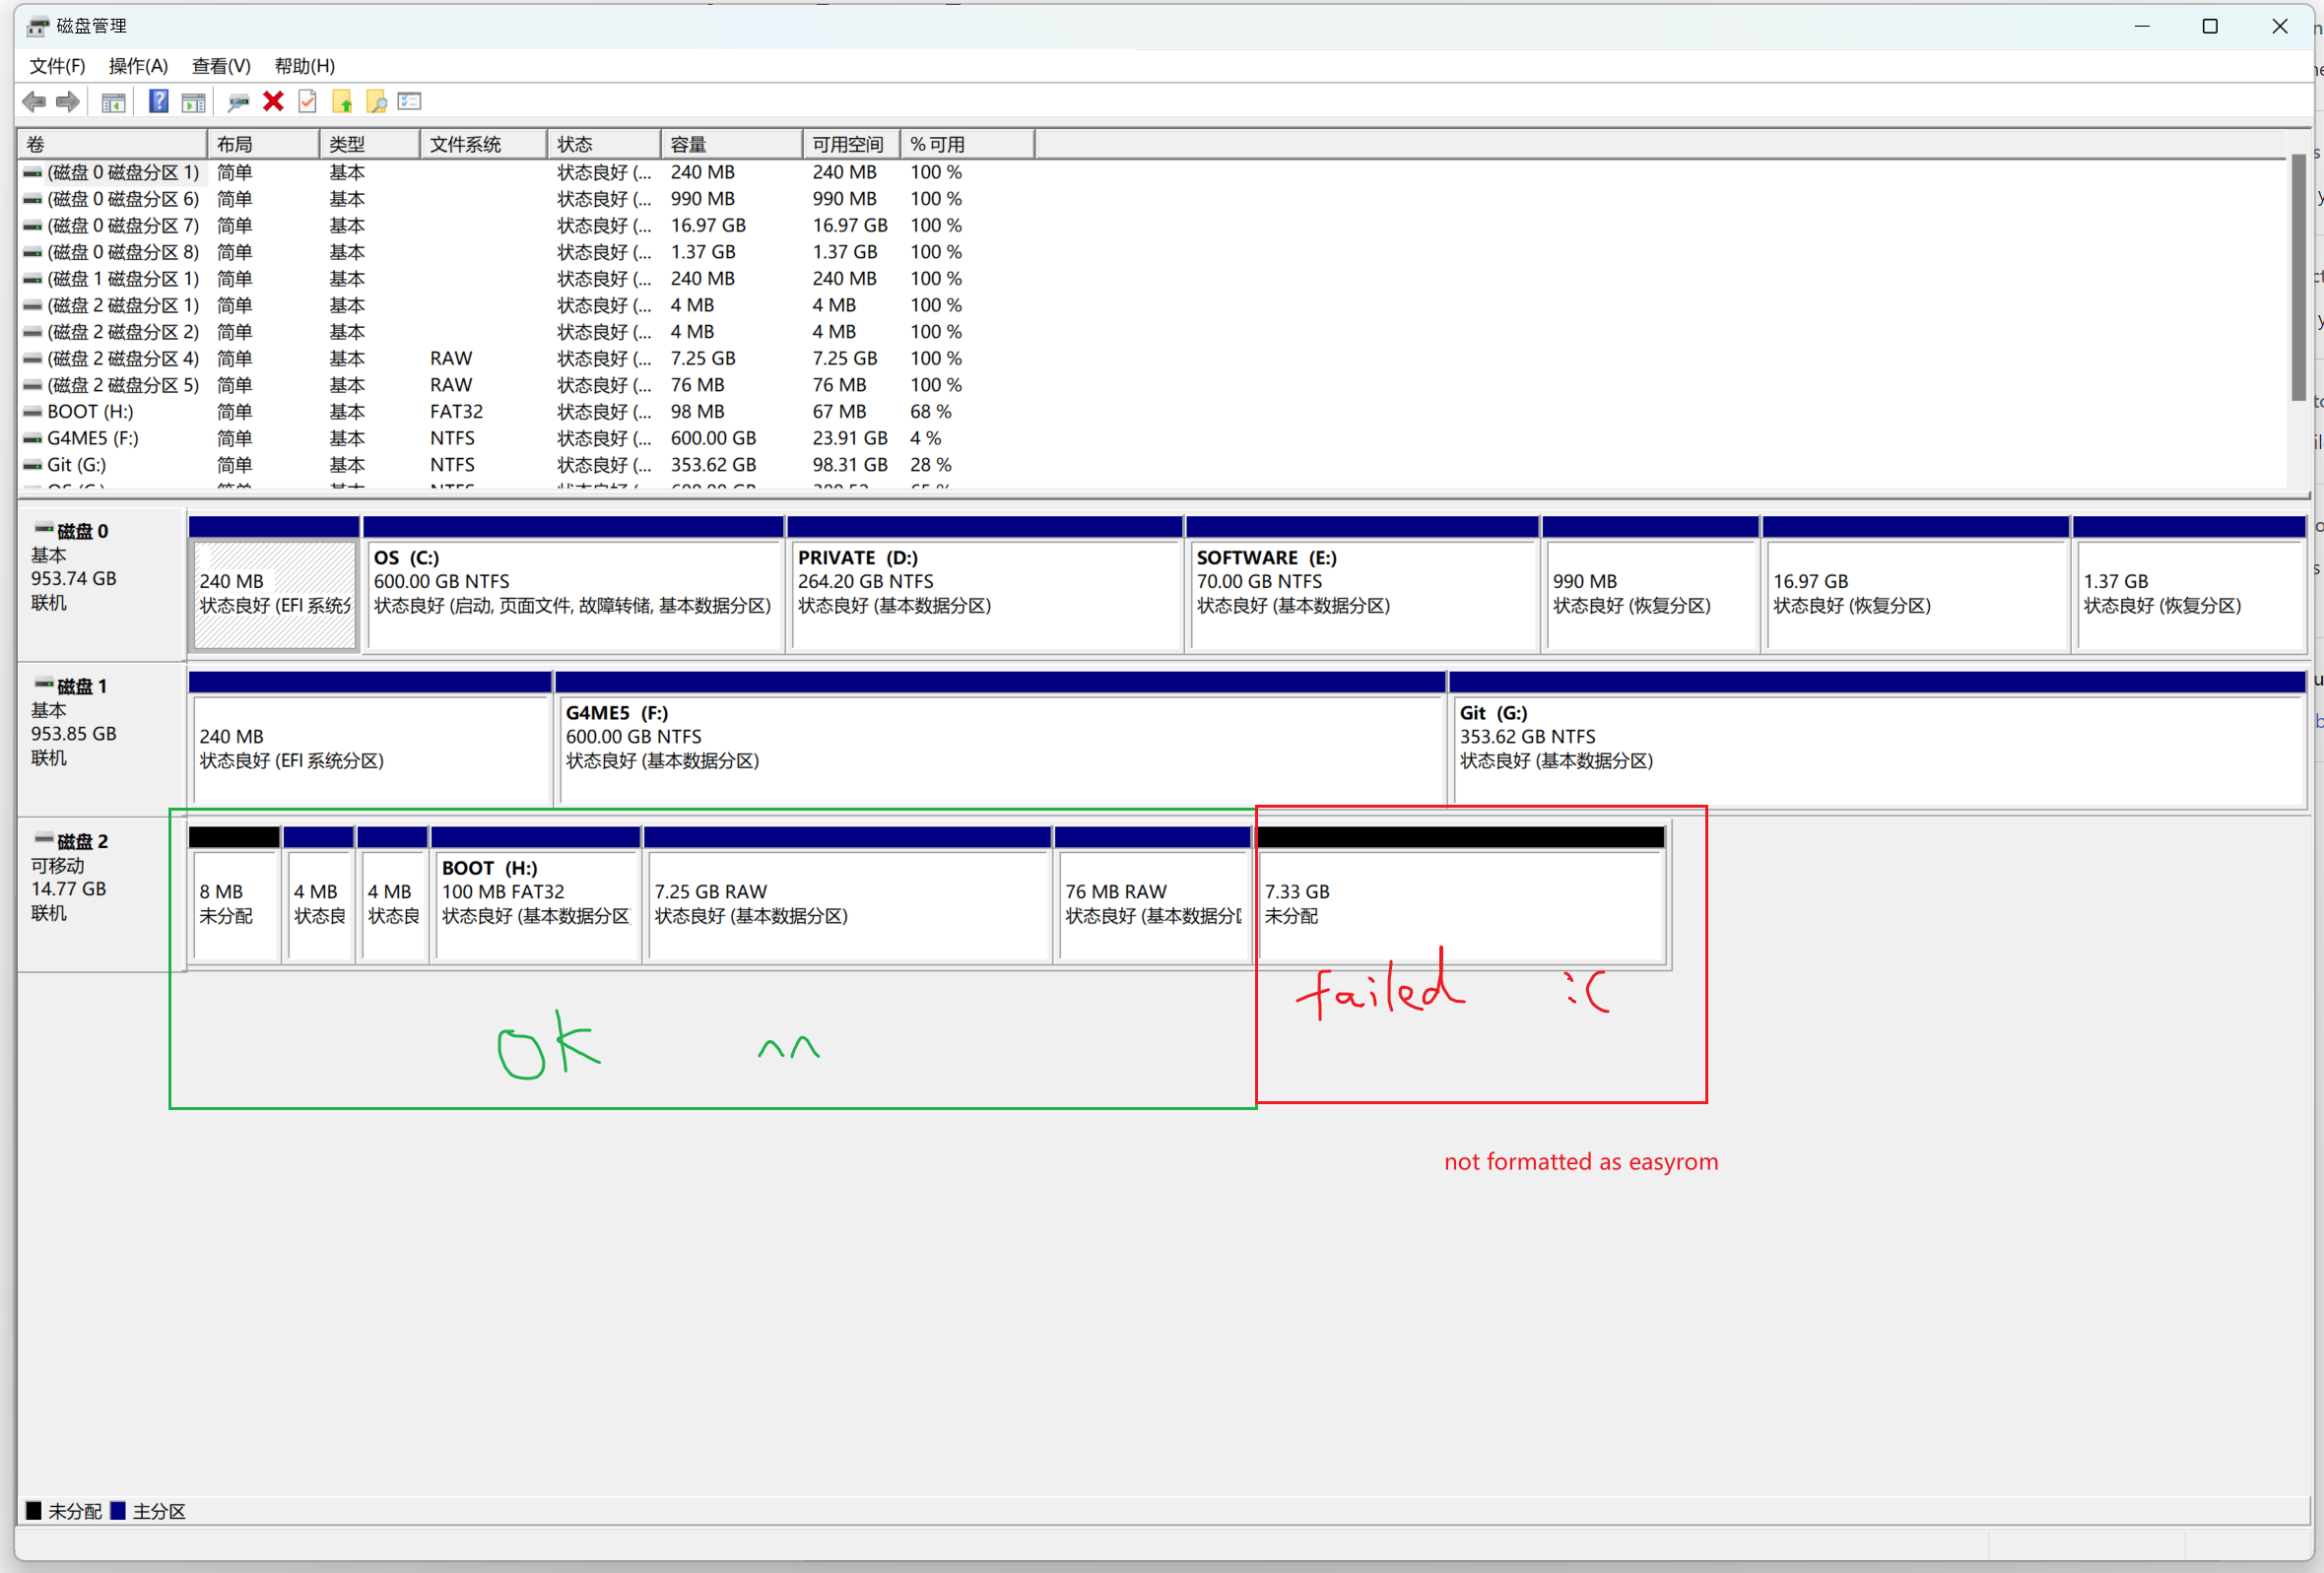 磁盘管理
文件(F) 操作(A) 查看(V) 帮助(H)
卷 布局 类型 文件系统 状态 容量 可用空间 % 可用
(磁盘 0 磁盘分区 1) 简单 基本 状态良好 (... 240 MB 240 MB 100 %
(磁盘 0 磁盘分区 6) 简单 基本 状态良好 (... 990 MB 990 MB 100 %
(磁盘 0 磁盘分区 7) 简单 基本 状态良好 (... 16.97 GB 16.97 GB 100 %
(磁盘 0 磁盘分区 8) 简单 基本 状态良好 (... 1.37 GB 1.37 GB 100 %
(磁盘 1 磁盘分区 1) 简单 基本 状态良好 (... 240 MB 240 MB 100 %
(磁盘 2 磁盘分区 1) 简单 基本 状态良好 (... 4 MB 4 MB 100 %
(磁盘 2 磁盘分区 2) 简单 基本 状态良好 (... 4 MB 4 MB 100 %
(磁盘 2 磁盘分区 4) 简单 基本 RAW 状态良好 (... 7.25 GB 7.25 GB 100 %
(磁盘 2 磁盘分区 5) 简单 基本 RAW 状态良好 (... 76 MB 76 MB 100 %
BOOT (H:) 简单 基本 FAT32 状态良好 (... 98 MB 67 MB 68 %
G4ME5 (F:) 简单 基本 NTFS 状态良好 (... 600.00 GB 23.91 GB 4 %
Git (G:) 简单 基本 NTFS 状态良好 (... 353.62 GB 98.31 GB 28 %
磁盘 0
基本
953.74 GB
联机
240 MB
状态良好 (EFI 系统分
OS (C:)
600.00 GB NTFS
状态良好 (启动, 页面文件, 故障转储, 基本数据分区)
PRIVATE (D:)
264.20 GB NTFS
状态良好 (基本数据分区)
SOFTWARE (E:)
70.00 GB NTFS
状态良好 (基本数据分区)
990 MB
状态良好 (恢复分区)
16.97 GB
状态良好 (恢复分区)
1.37 GB
状态良好 (恢复分区)
磁盘 1
基本
953.85 GB
联机
240 MB
状态良好 (EFI 系统分区)
G4ME5 (F:)
600.00 GB NTFS
状态良好 (基本数据分区)
Git (G:)
353.62 GB NTFS
状态良好 (基本数据分区)
磁盘 2
可移动
14.77 GB
联机
8 MB
未分配
4 MB
状态良
4 MB
状态良
BOOT (H:)
100 MB FAT32
状态良好 (基本数据分区
7.25 GB RAW
状态良好 (基本数据分区)
76 MB RAW
状态良好 (基本数据分
7.33 GB
未分配
failed :(
ok ^^
not formatted as easyrom
未分配 主分区